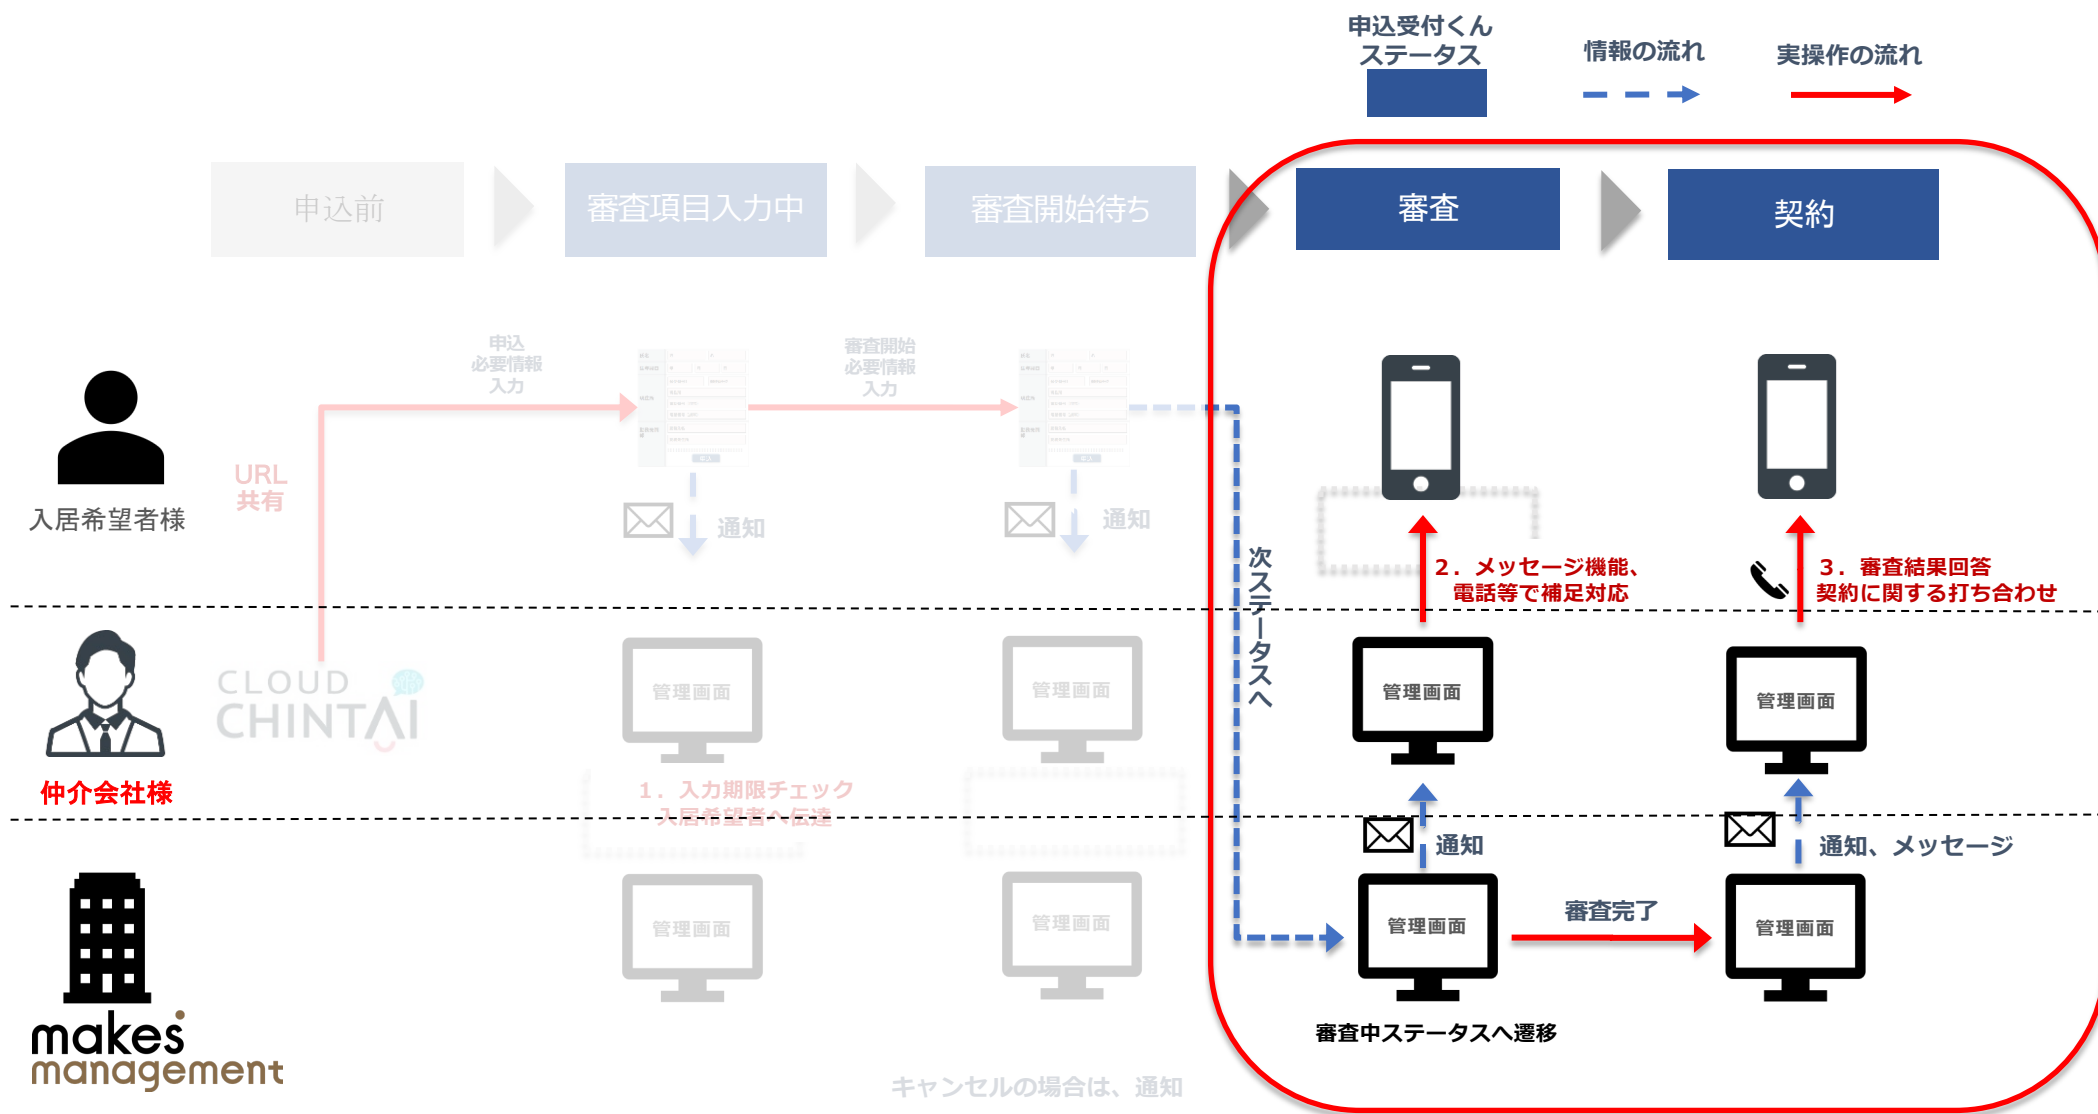 申込受付くん
ステータス
情報の流れ
実操作の流れ
申込前
審査項目入力中
審査開始待ち
審査
契約
申込
必要情報
入力
審査開始
必要情報
入力
URL
共有
入居希望者様
通知
通知
次ステータスへ
2．メッセージ機能、
電話等で補足対応
3．審査結果回答
契約に関する打ち合わせ
CLOUD
CHINTAI
管理画面
管理画面
管理画面
管理画面
仲介会社様
1．入力期限チェック
入居希望者へ伝達
通知
通知、メッセージ
管理画面
管理画面
管理画面
審査完了
管理画面
makes
management
審査中ステータスへ遷移
キャンセルの場合は、通知